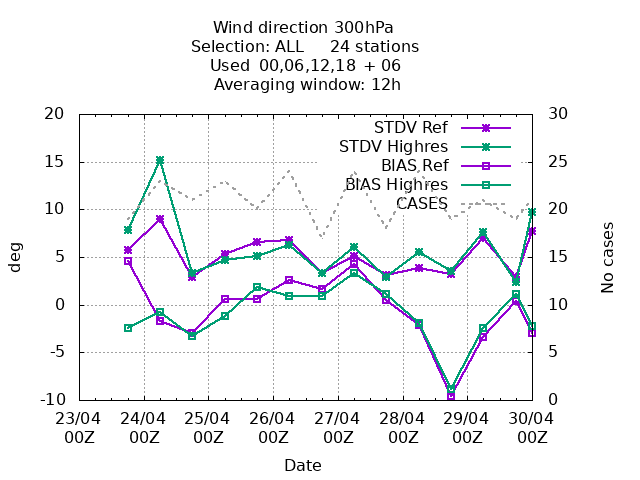 Wind direction 300hPa
Selection: ALL     24 stations
Used  00,06,12,18 + 06
Averaging window: 12h
20
15
10
5
0
-5
-10
deg
30
25
20
15
10
5
0
No cases
STDV Ref
STDV Highres
BIAS Ref
BIAS Highres
CASES
23/04 24/04 25/04 26/04 27/04 28/04 29/04 30/04
00Z 00Z 00Z 00Z 00Z 00Z 00Z 00Z
Date